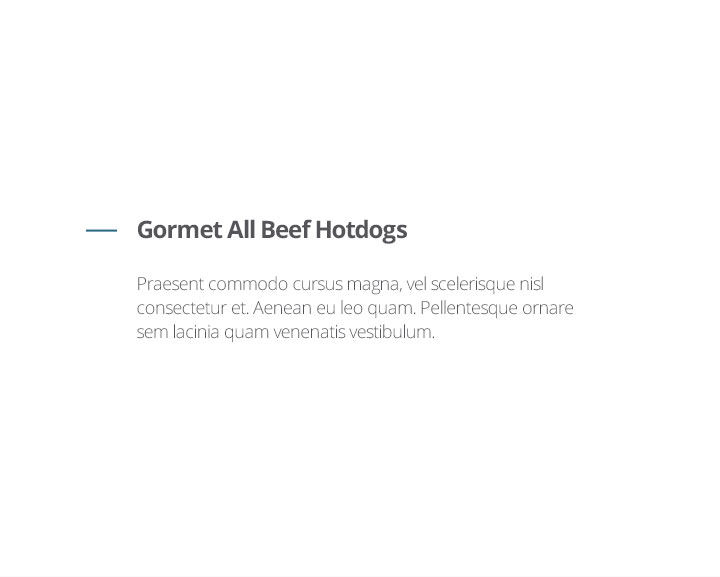 Gormet All Beef Hotdogs
Praesent commodo cursus magna, vel scelerisque nisl
consectetur et. Aenean eu leo quam. Pellentesque ornare
sem lacinia quam venenatis vestibulum.